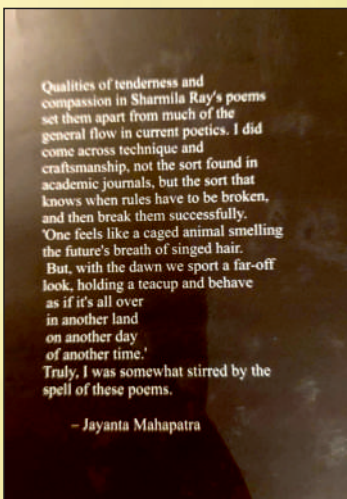 Qualities of tenderness and
compassion in Sharmila Ray's poems
set them apart from much of the
general flow in current poetics. I did
come across technique and
craftsmanship, not the sort found in
academic journals, but the sort that
knows when rules have to be broken,
and then break them successfully.
'One feels like a caged animal smelling
the future's breath of singed hair.
But, with the dawn we sport a far-off
look, holding a teacup and behave
as if it's all over
in another land
on another day
of another time.'
Truly, I was somewhat stirred by the
spell of these poems.
– Jayanta Mahapatra